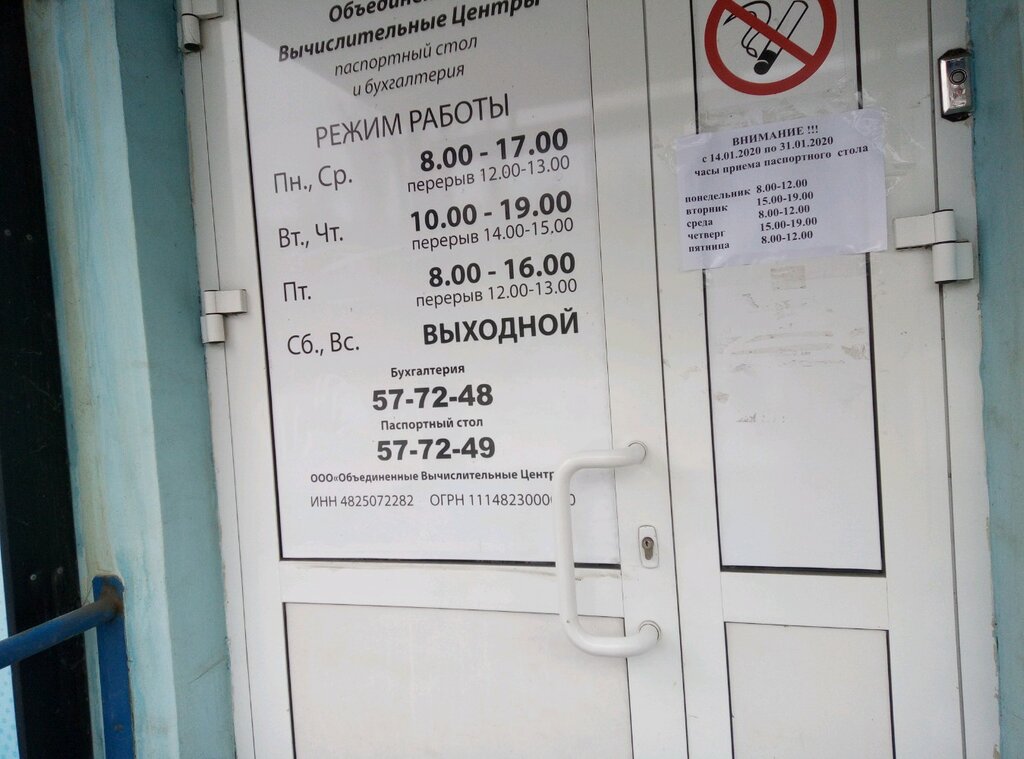 Вычислительные Центры
паспортный стол
и бухгалтерия
РЕЖИМ РАБОТЫ
Пн., Ср. 8.00 - 17.00
перерыв 12.00-13.00
Вт., Чт. 10.00 - 19.00
перерыв 14.00-15.00
Пт. 8.00 - 16.00
перерыв 12.00-13.00
Сб., Вс. ВЫХОДНОЙ
Бухгалтерия
57-72-48
Паспортный стол
57-72-49
ООО«Объединенные Вычислительные
ИНН 4825072282 ОГРН
ВНИМАНИЕ !!!
с 14.01.2020 по 31.01.2020
часы приема паспортного стола
понедельник 8.00-12.00
вторник 15.00-19.00
среда 8.00-12.00
четверг 15.00-19.00
пятница 8.00-12.00